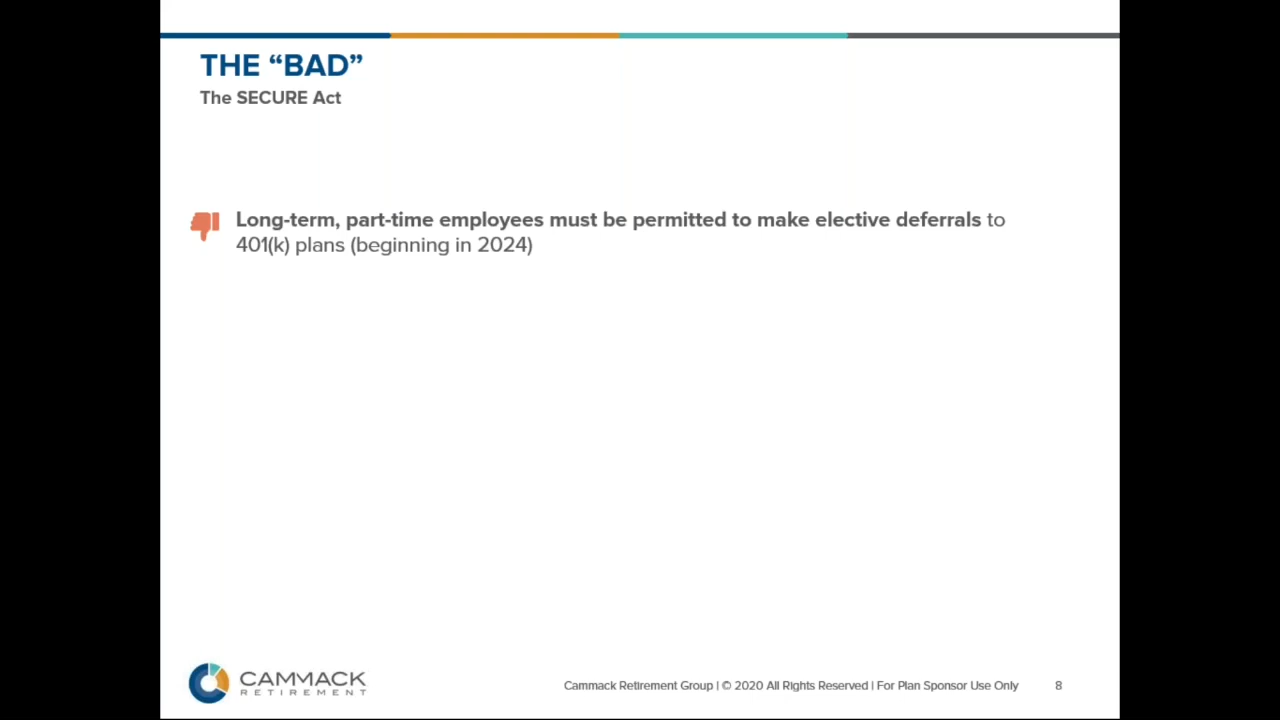 THE “BAD”
The SECURE Act
Long-term, part-time employees must be permitted to make elective deferrals to
401(k) plans (beginning in 2024)
CAMMACK
RETIREMENT
Cammack Retirement Group | © 2020 All Rights Reserved | For Plan Sponsor Use Only 8